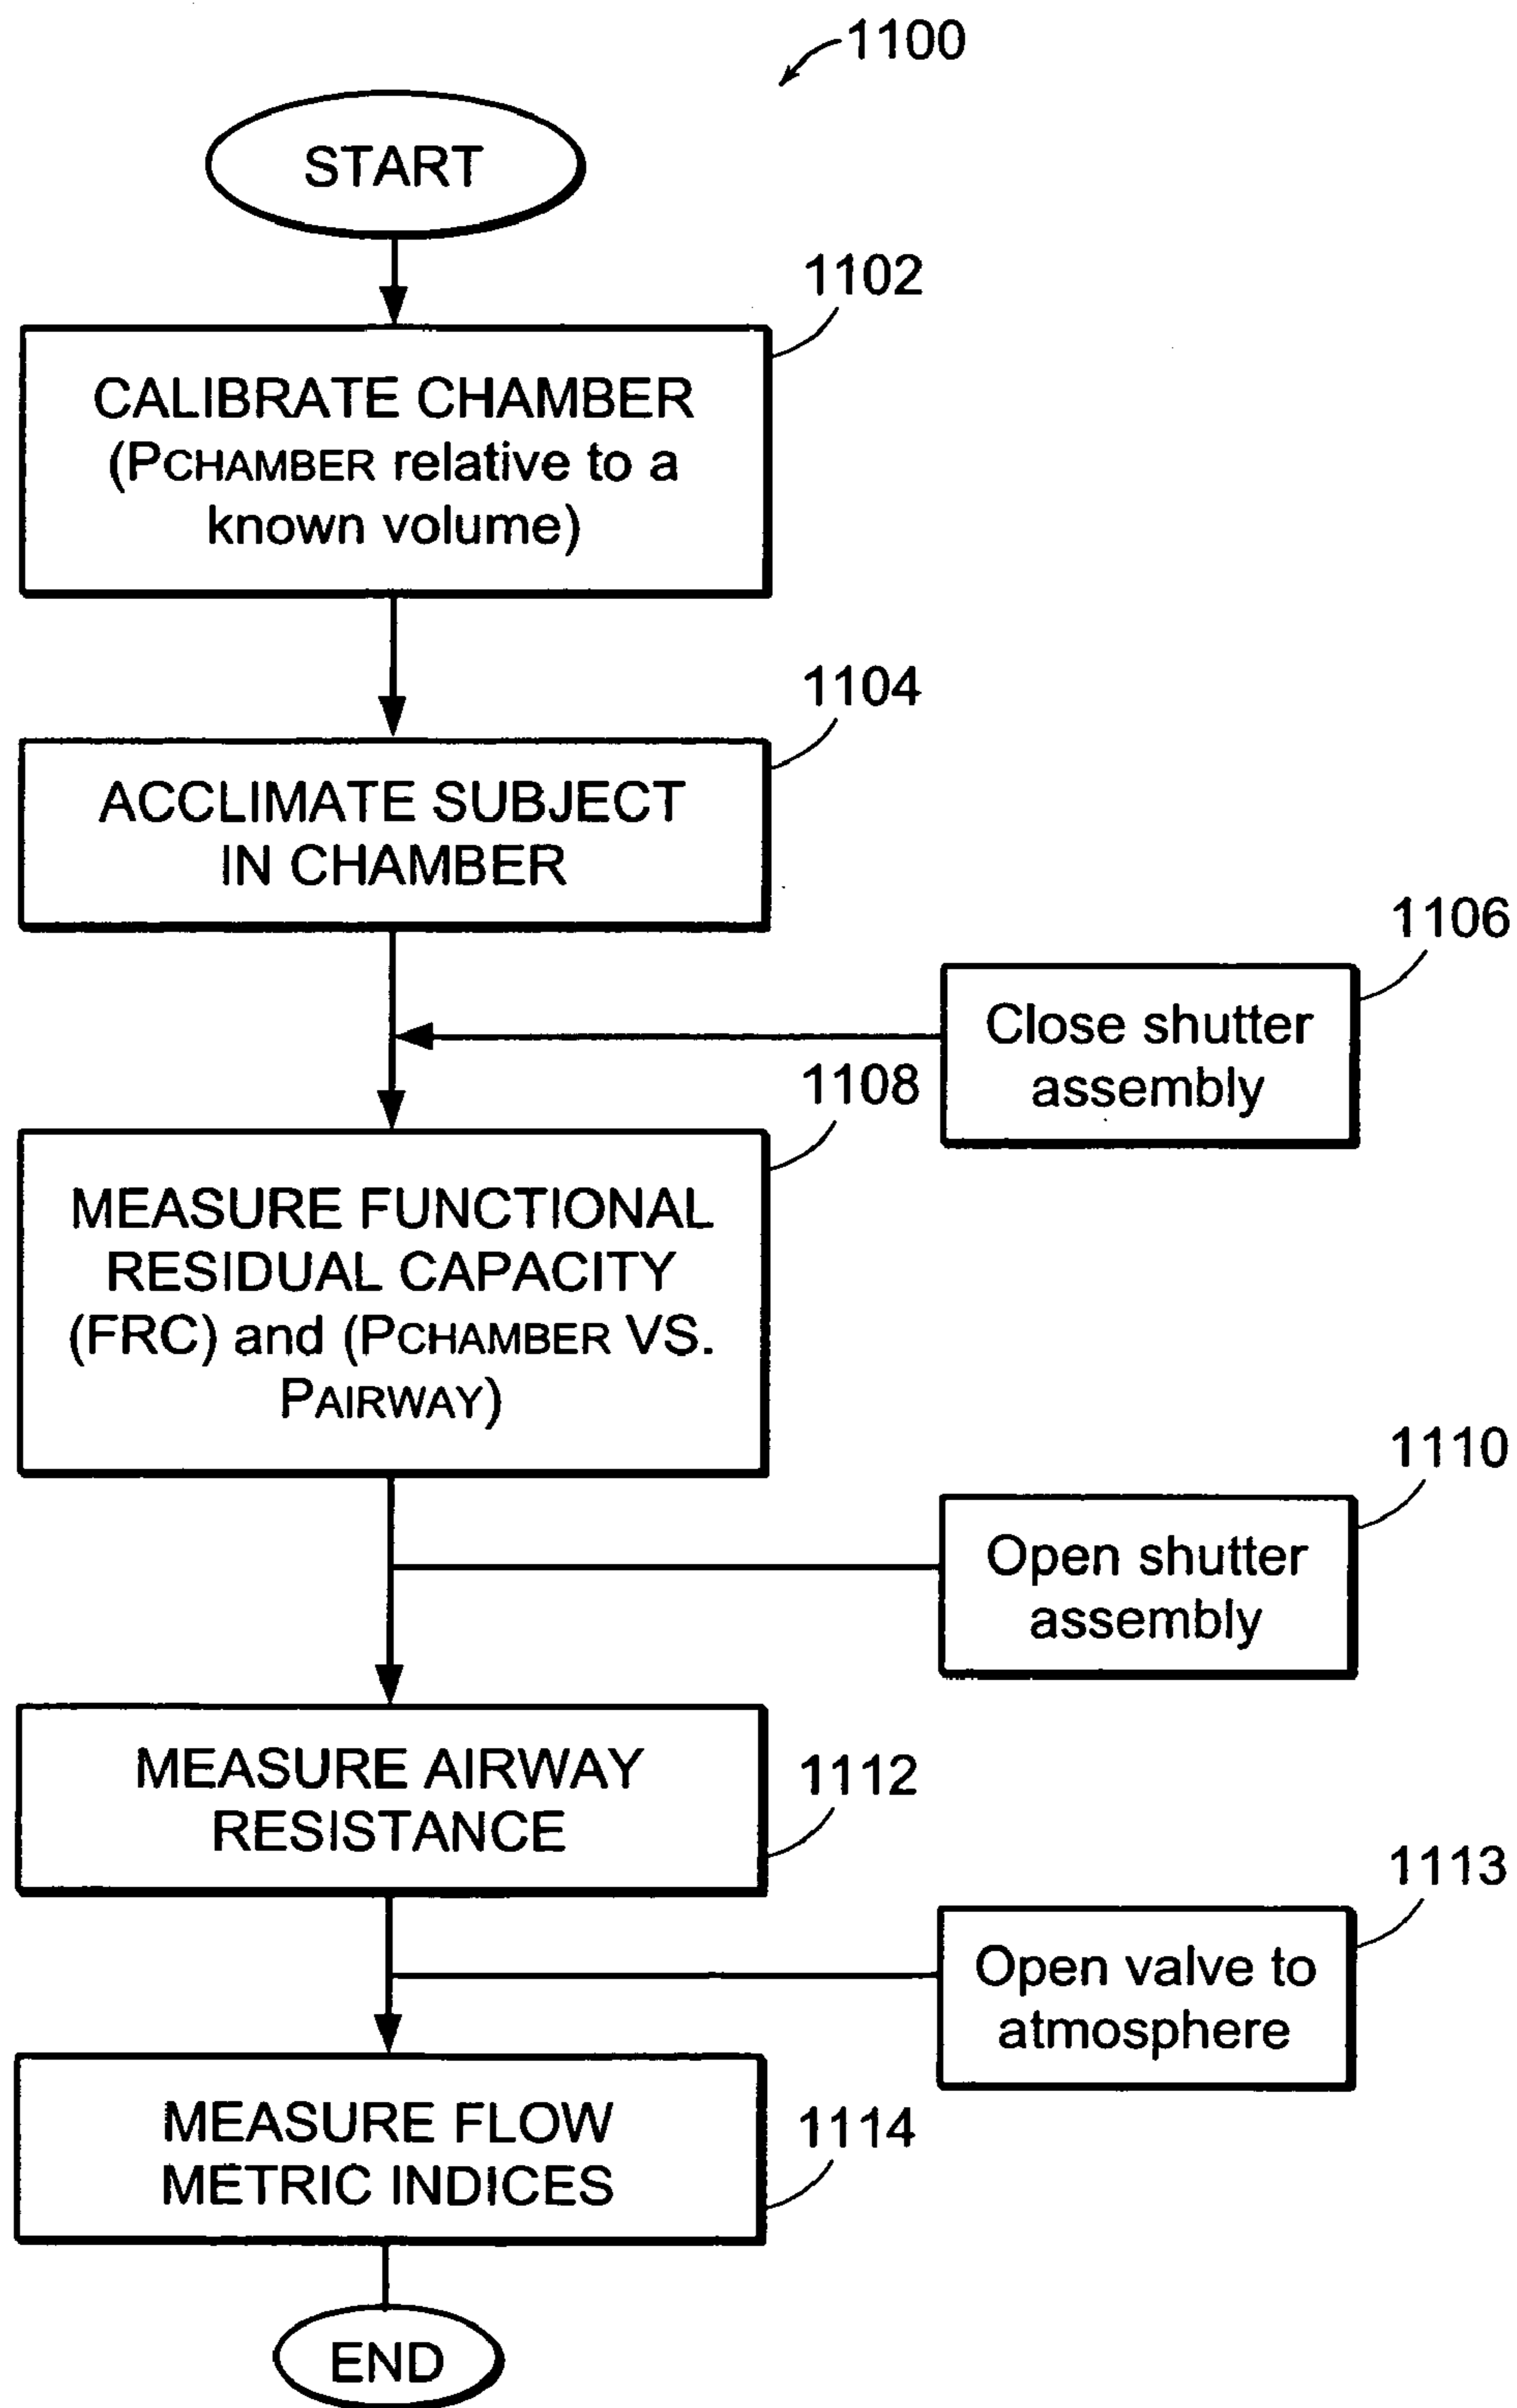 1100
START
1102
CALIBRATE CHAMBER
(PCHAMBER relative to a
known volume)
1104
ACCLIMATE SUBJECT
IN CHAMBER
1106
Close shutter
assembly
1108
MEASURE FUNCTIONAL
RESIDUAL CAPACITY
(FRC) and (PCHAMBER VS.
PAIRWAY)
1110
Open shutter
assembly
MEASURE AIRWAY
RESISTANCE
1112
1113
Open valve to
atmosphere
MEASURE FLOW
METRIC INDICES
1114
END